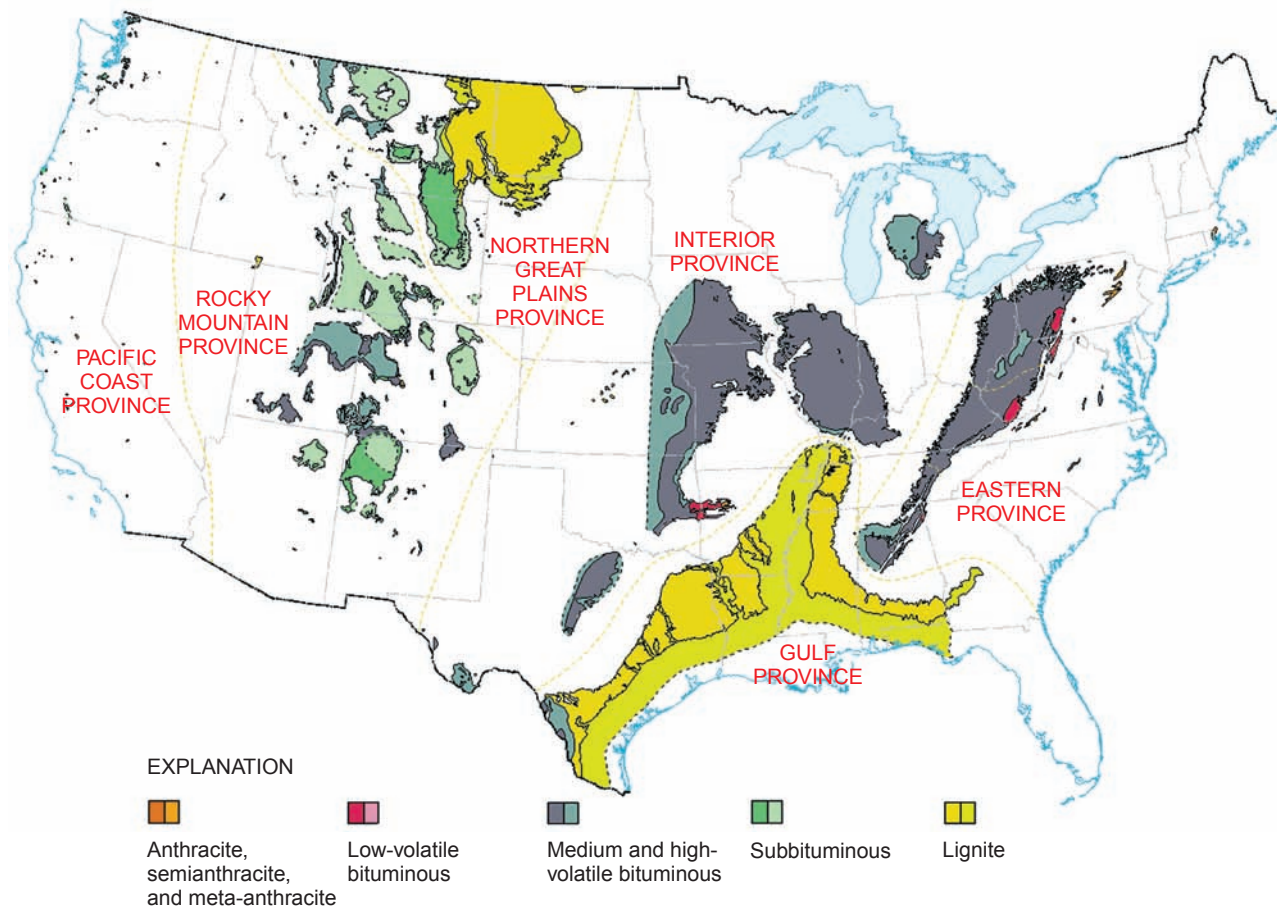 PACIFIC
COAST
PROVINCE
ROCKY
MOUNTAIN
PROVINCE
NORTHERN
GREAT
PLAINS
PROVINCE
INTERIOR
PROVINCE
EASTERN
PROVINCE
GULF
PROVINCE
EXPLANATION
Anthracite,
semianthracite,
and meta-anthracite
Low-volatile
bituminous
Medium and high-
volatile bituminous
Subbituminous
Lignite